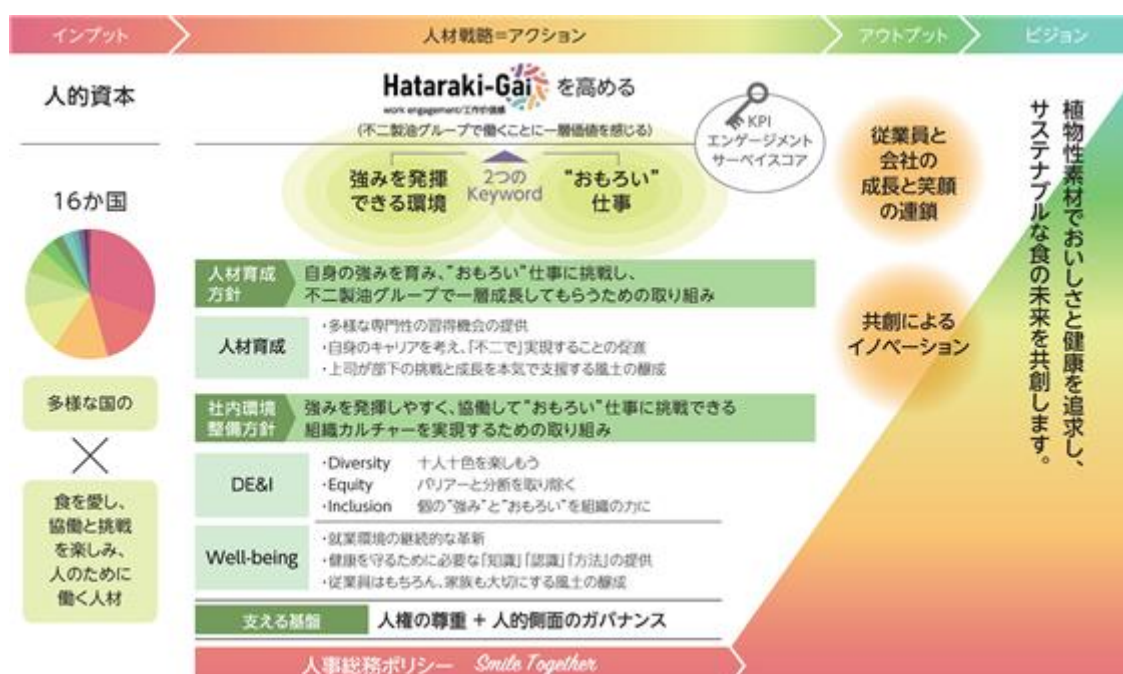 インプット
人材戦略=アクション
アウトプット
ビジョン
人的資本
16か国
多様な国の
×
食を愛し、
協働と挑戦
を楽しみ、
人のために
働く人材
Hataraki-Gai を高める
work engagement/工作价值感
(不二製油グループで働くことに一層価値を感じる)
強みを発揮
できる環境
2つの
Keyword
“おもろい”
仕事
KPI
エンゲージメント
サーベイスコア
人材育成
方針
自身の強みを育み、“おもろい”仕事に挑戦し、
不二製油グループで一層成長してもらうための取り組み
人材育成
・多様な専門性の習得機会の提供
・自身のキャリアを考え、「不二で」実現することの促進
・上司が部下の挑戦と成長を本気で支援する風土の醸成
社内環境
整備方針
強みを発揮しやすく、協働して“おもろい”仕事に挑戦できる
組織カルチャーを実現するための取り組み
DE&I
・Diversity 十人十色を楽しもう
・Equity バリアーと分断を取り除く
・Inclusion 個の“強み”と“おもろい”を組織の力に
Well-being
・就業環境の継続的な革新
・健康を守るために必要な「知識」「認識」「方法」の提供
・従業員はもちろん、家族も大切にする風土の醸成
支える基盤
人権の尊重 + 人的側面のガバナンス
人事総務ポリシー Smile Together
従業員と
会社の
成長と笑顔
の連鎖
共創による
イノベーション
植物性素材でおいしさと健康を追求し、
サステナブルな食の未来を共創します。